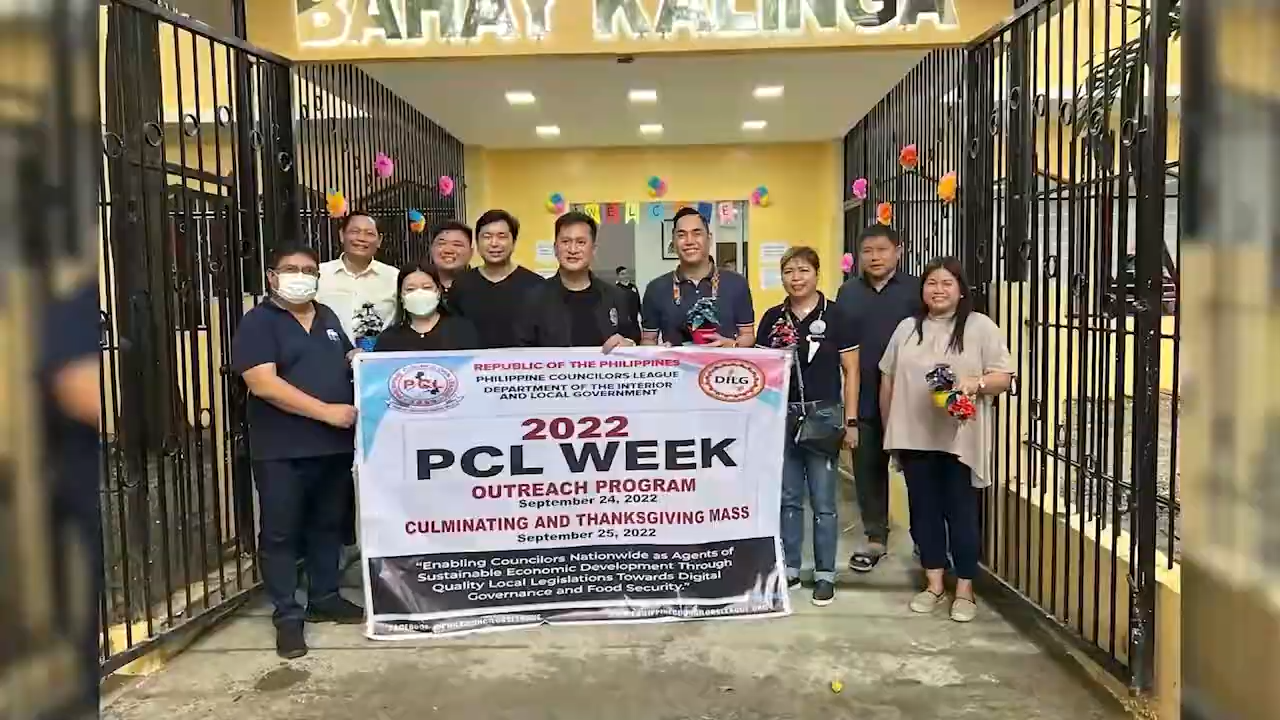 BAHAY KALINGA
WELCOME
REPUBLIC OF THE PHILIPPINES
PHILIPPINE COUNCILORS LEAGUE
DEPARTMENT OF THE INTERIOR
AND LOCAL GOVERNMENT
PCL
DILG
2022
PCL WEEK
OUTREACH PROGRAM
September 24, 2022
CULMINATING AND THANKSGIVING MASS
September 25, 2022
"Enabling Councilors Nationwide as Agents of
Sustainable Economic Development Through
Quality Local Legislations Towards Digital
Governance and Food Security."